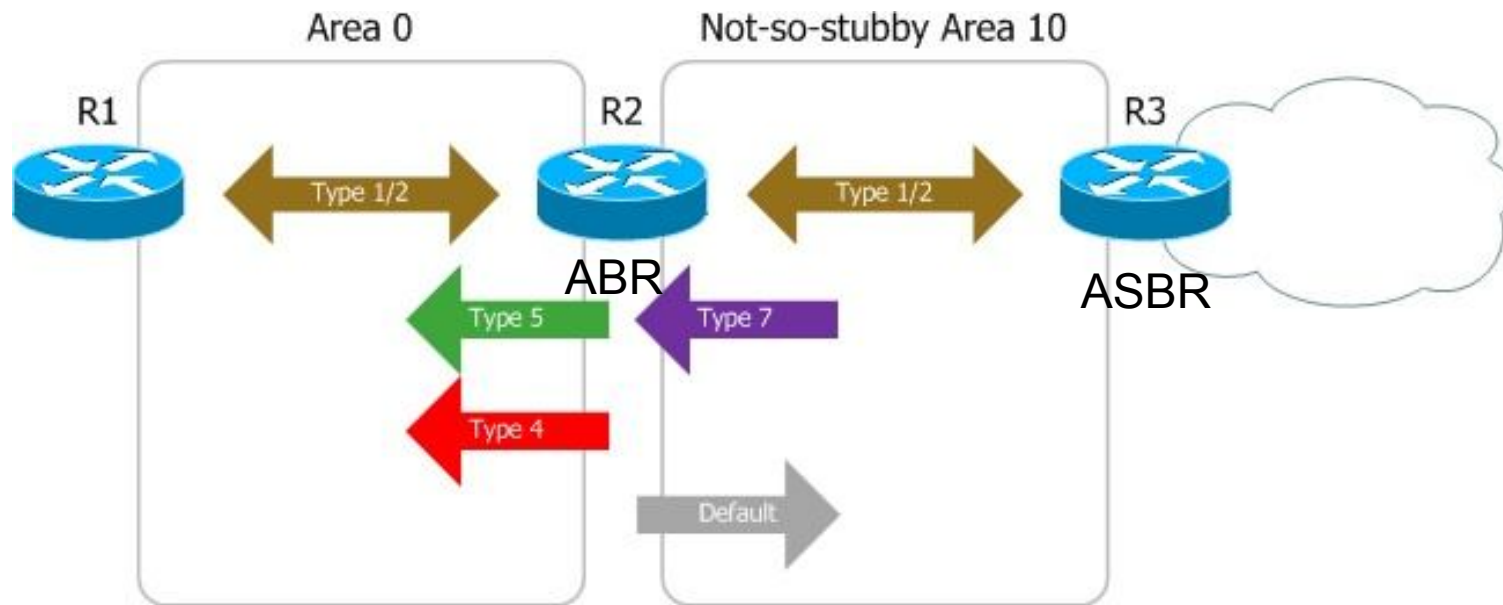 Area 0
Not-so-stubby Area 10
R1
R2
R3
Type 1/2
Type 1/2
ABR
ASBR
Type 5
Type 7
Type 4
Default